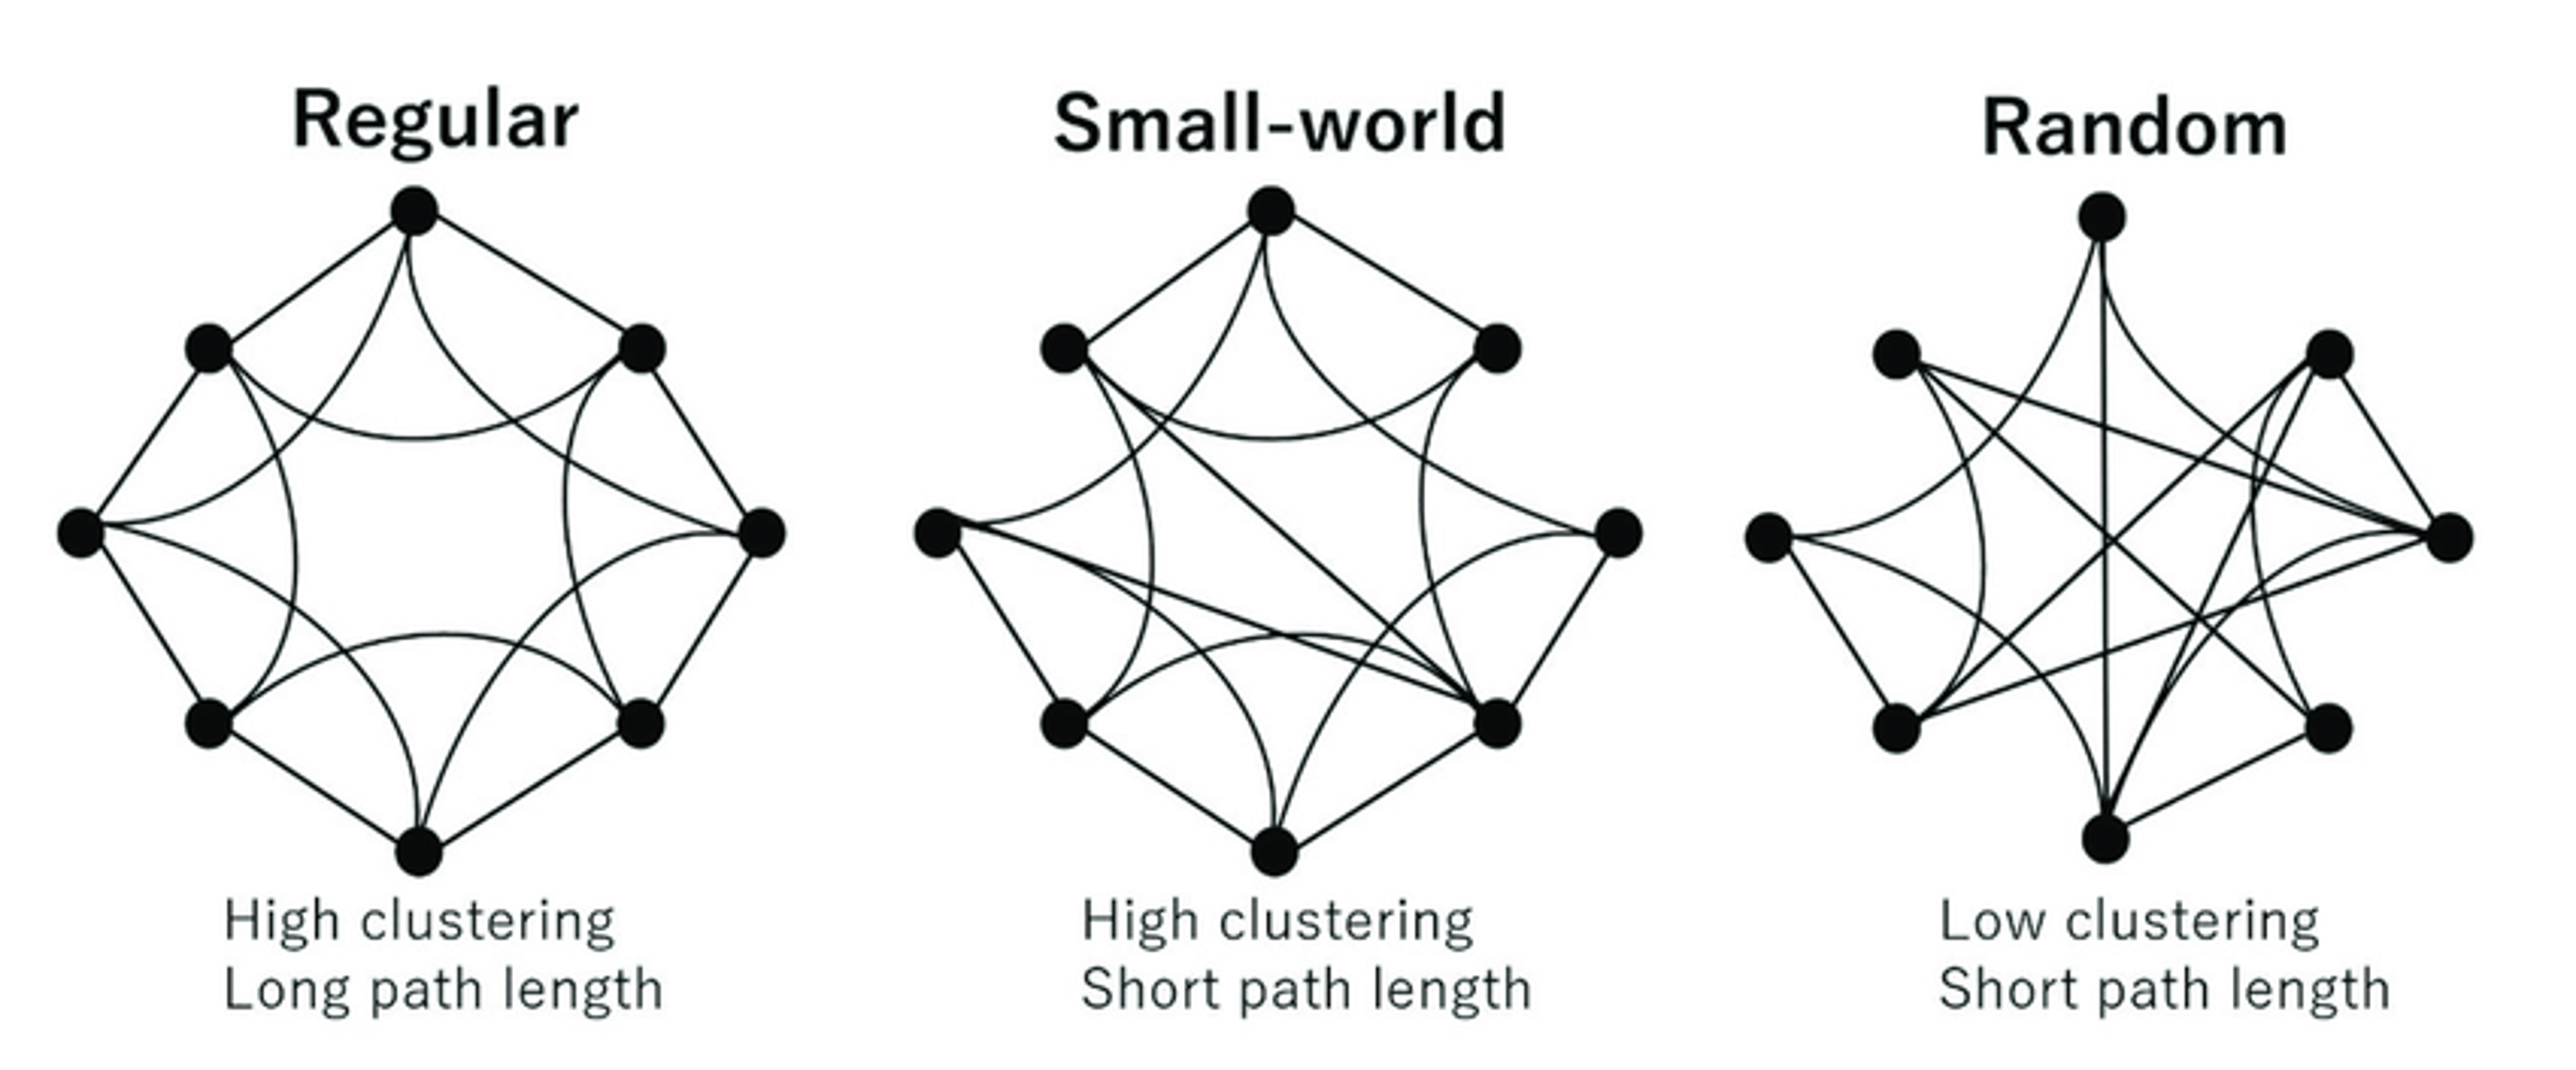 Regular
High clustering
Long path length
Small-world
High clustering
Short path length
Random
Low clustering
Short path length